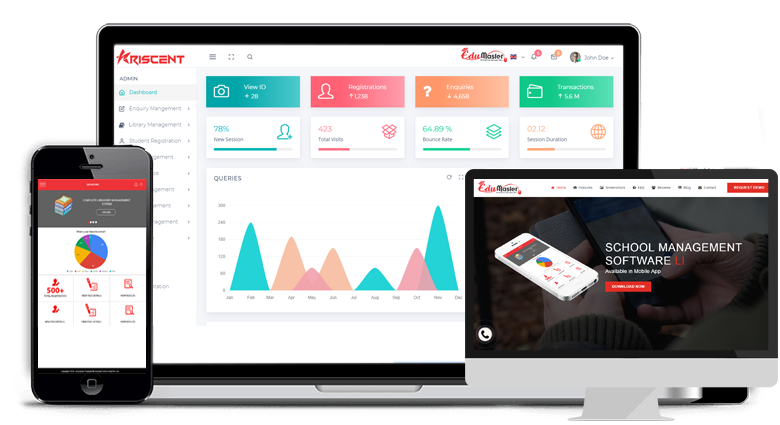 KRISCENT
Edu Master
John Doe
ADMIN
Dashboard
Enquiry Mangement
Library Management
Student Registration
View ID
28
Registrations
1,238
Enquiries
4,658
Transactions
5,6 M
78%
New Session
423
Total Visits
64.89 %
Bounce Rate
02.12
Session Duration
QUERIES
300
240
180
120
60
0
Jan Feb Mar Apr May Jun Jul Aug Sep Oct Nov Dec
500+
Edu Master
Home Features Screenshots FAQ Reviews Blog Contact REQUEST DEMO
SCHOOL MANAGEMENT
SOFTWARE LI
Available in Mobile App
DOWNLOAD NOW